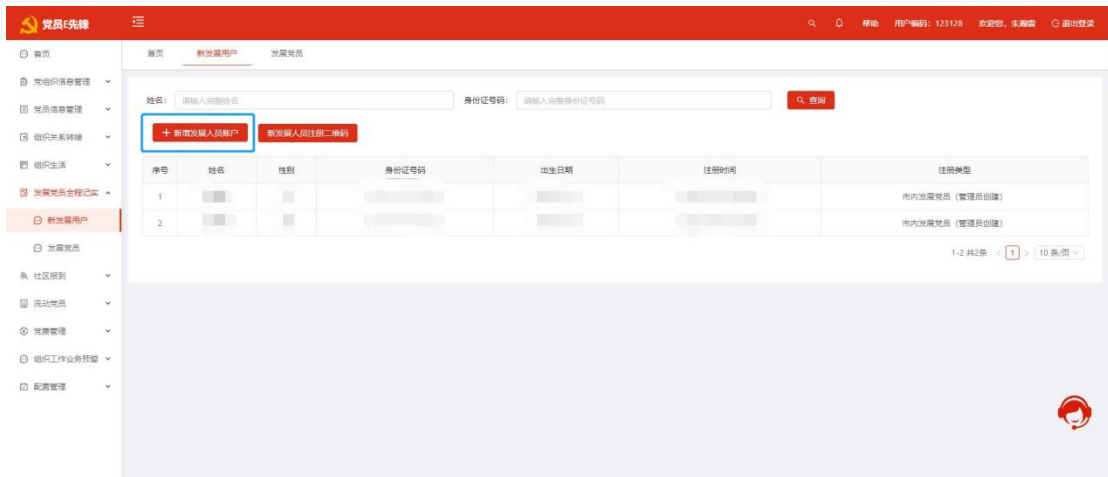 党员E先锋
帮助 用户编码：123128 欢迎您，朱 退出登录
首页
党组织信息管理
党员信息管理
组织关系转接
组织生活
发展党员全程记实
新发展用户
发展党员
社区报到
流动党员
党费管理
组织工作业务预警
配置管理
首页 新发展用户 发展党员
姓名： 请输入完整姓名 身份证号码： 请输入完整身份证号码 查询
+ 新增发展人员账户 新发展人员注册二维码
序号 姓名 性别 身份证号码 出生日期 注册时间 注册类型
1 市内发展党员（管理员创建）
2 市内发展党员（管理员创建）
1-2 共2条 < 1 > 10 条/页